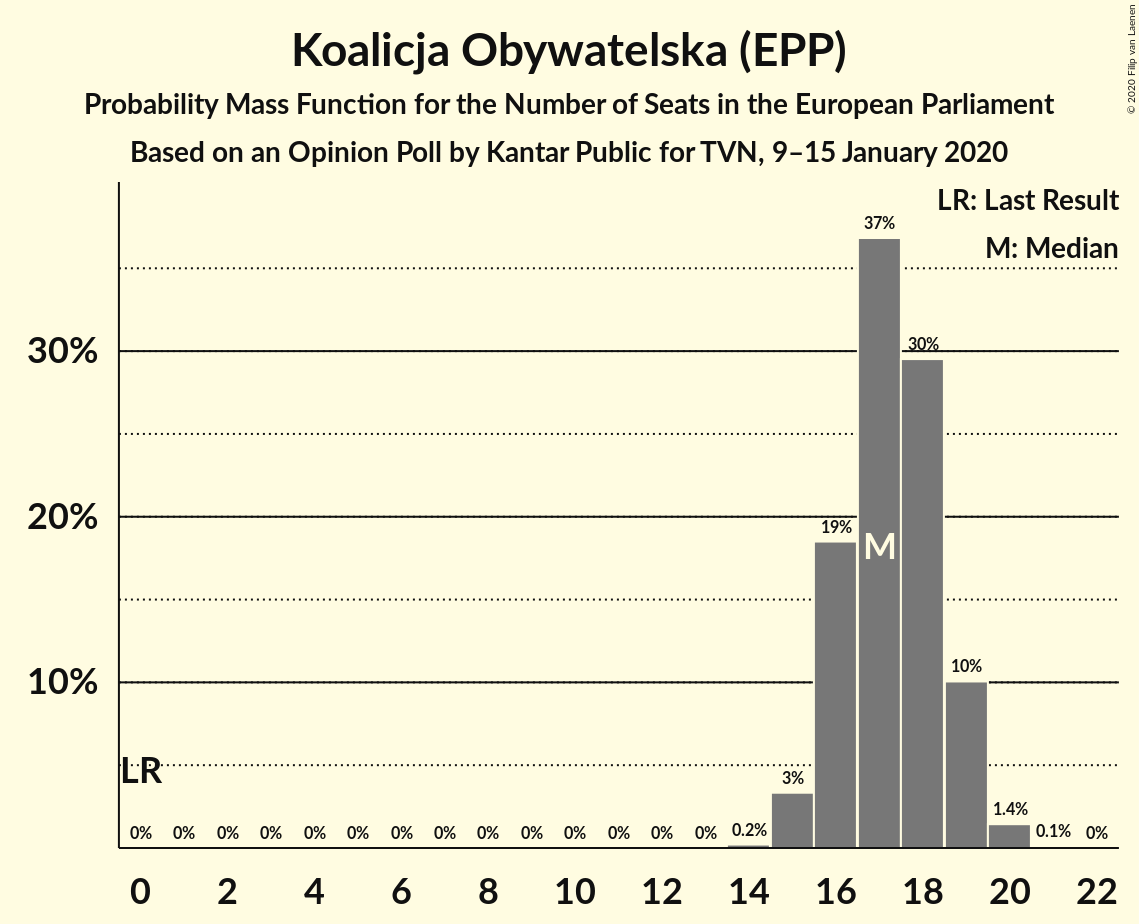 Koalicja Obywatelska (EPP)
Probability Mass Function for the Number of Seats in the European Parliament
Based on an Opinion Poll by Kantar Public for TVN, 9–15 January 2020
© 2020 Filip van Laenen
LR: Last Result
M: Median
37%
30%
30%
20%
19%
M
10%
10%
LR
3%
1.4%
0% 0% 0% 0% 0% 0% 0% 0% 0% 0% 0% 0% 0% 0% 0.2% 0.1% 0%
0 2 4 6 8 10 12 14 16 18 20 22